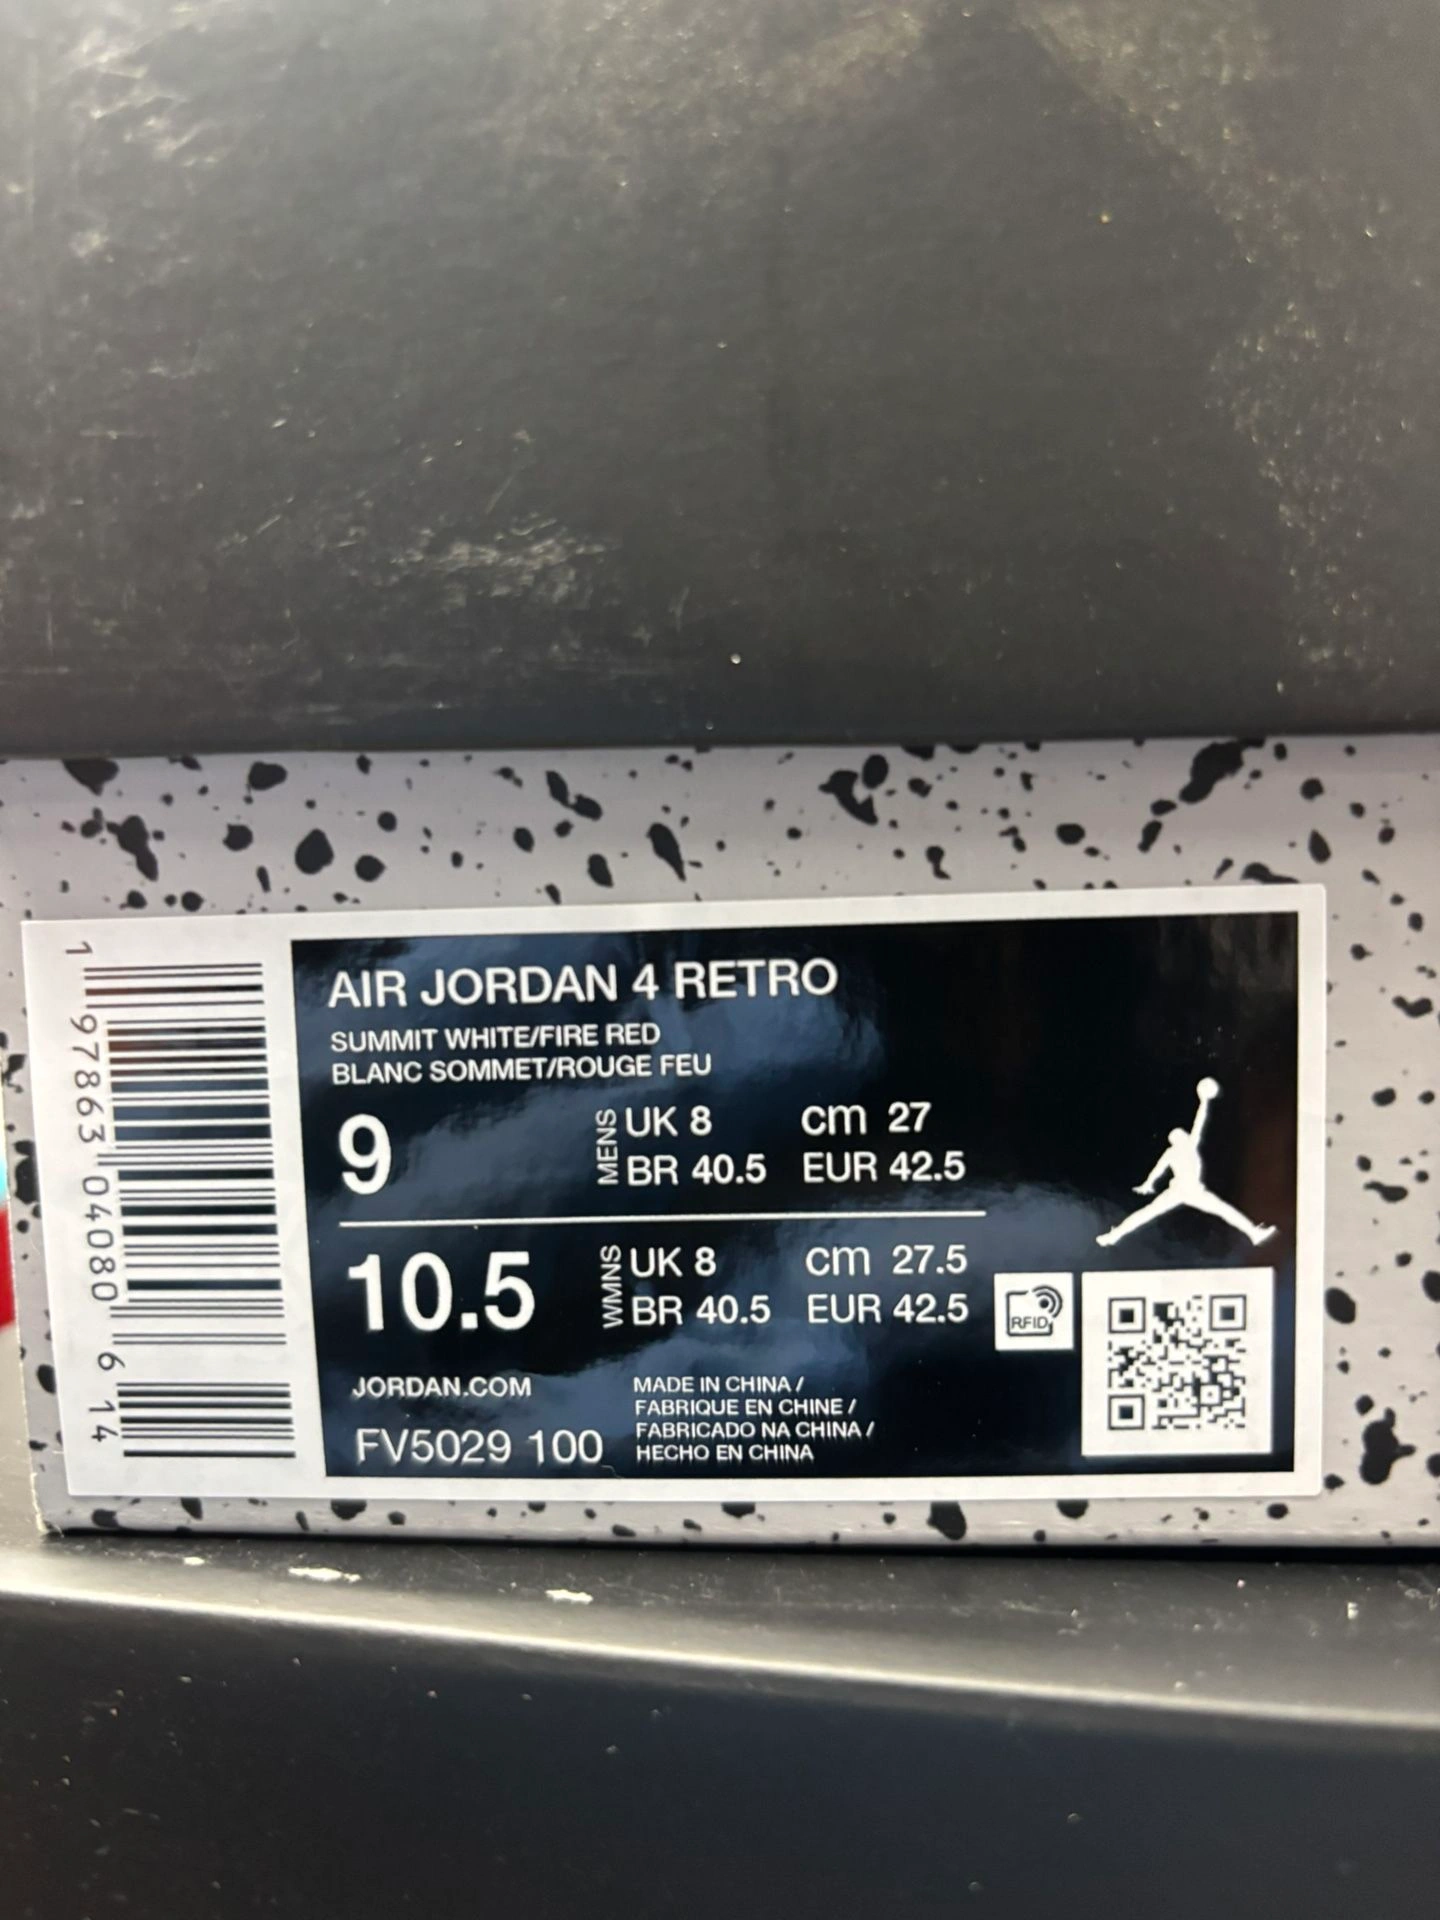 1 97863 04080 6 14
AIR JORDAN 4 RETRO
SUMMIT WHITE/FIRE RED
BLANC SOMMET/ROUGE FEU
9 MENS UK 8 cm 27
BR 40.5 EUR 42.5
10.5 WMNS UK 8 cm 27.5
BR 40.5 EUR 42.5
RFID
JORDAN.COM
FV5029 100
MADE IN CHINA /
FABRIQUE EN CHINE /
FABRICADO NA CHINA /
HECHO EN CHINA